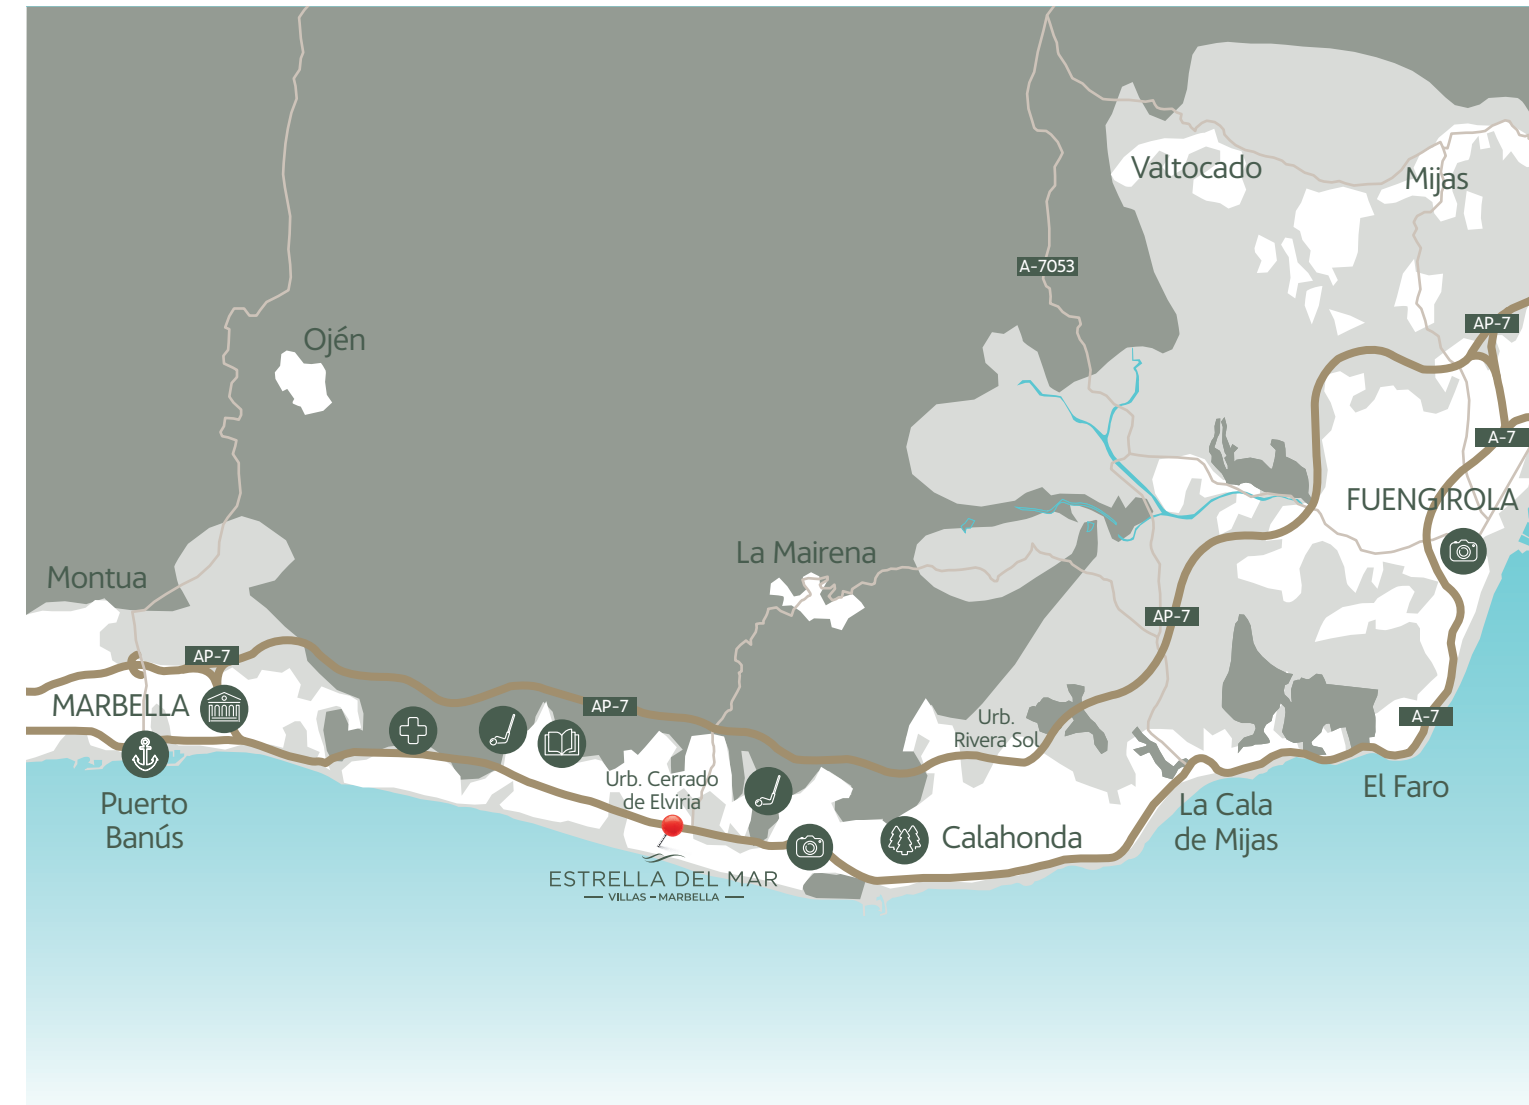 Valtocado
Mijas
A-7053
AP-7
Ojén
A-7
FUENGIROLA
La Mairena
Montua
AP-7
AP-7
MARBELLA
AP-7
Urb.
Rivera Sol
A-7
Urb. Cerrado
de Elviria
El Faro
Puerto
Banús
La Cala
de Mijas
Calahonda
ESTRELLA DEL MAR
VILLAS - MARBELLA